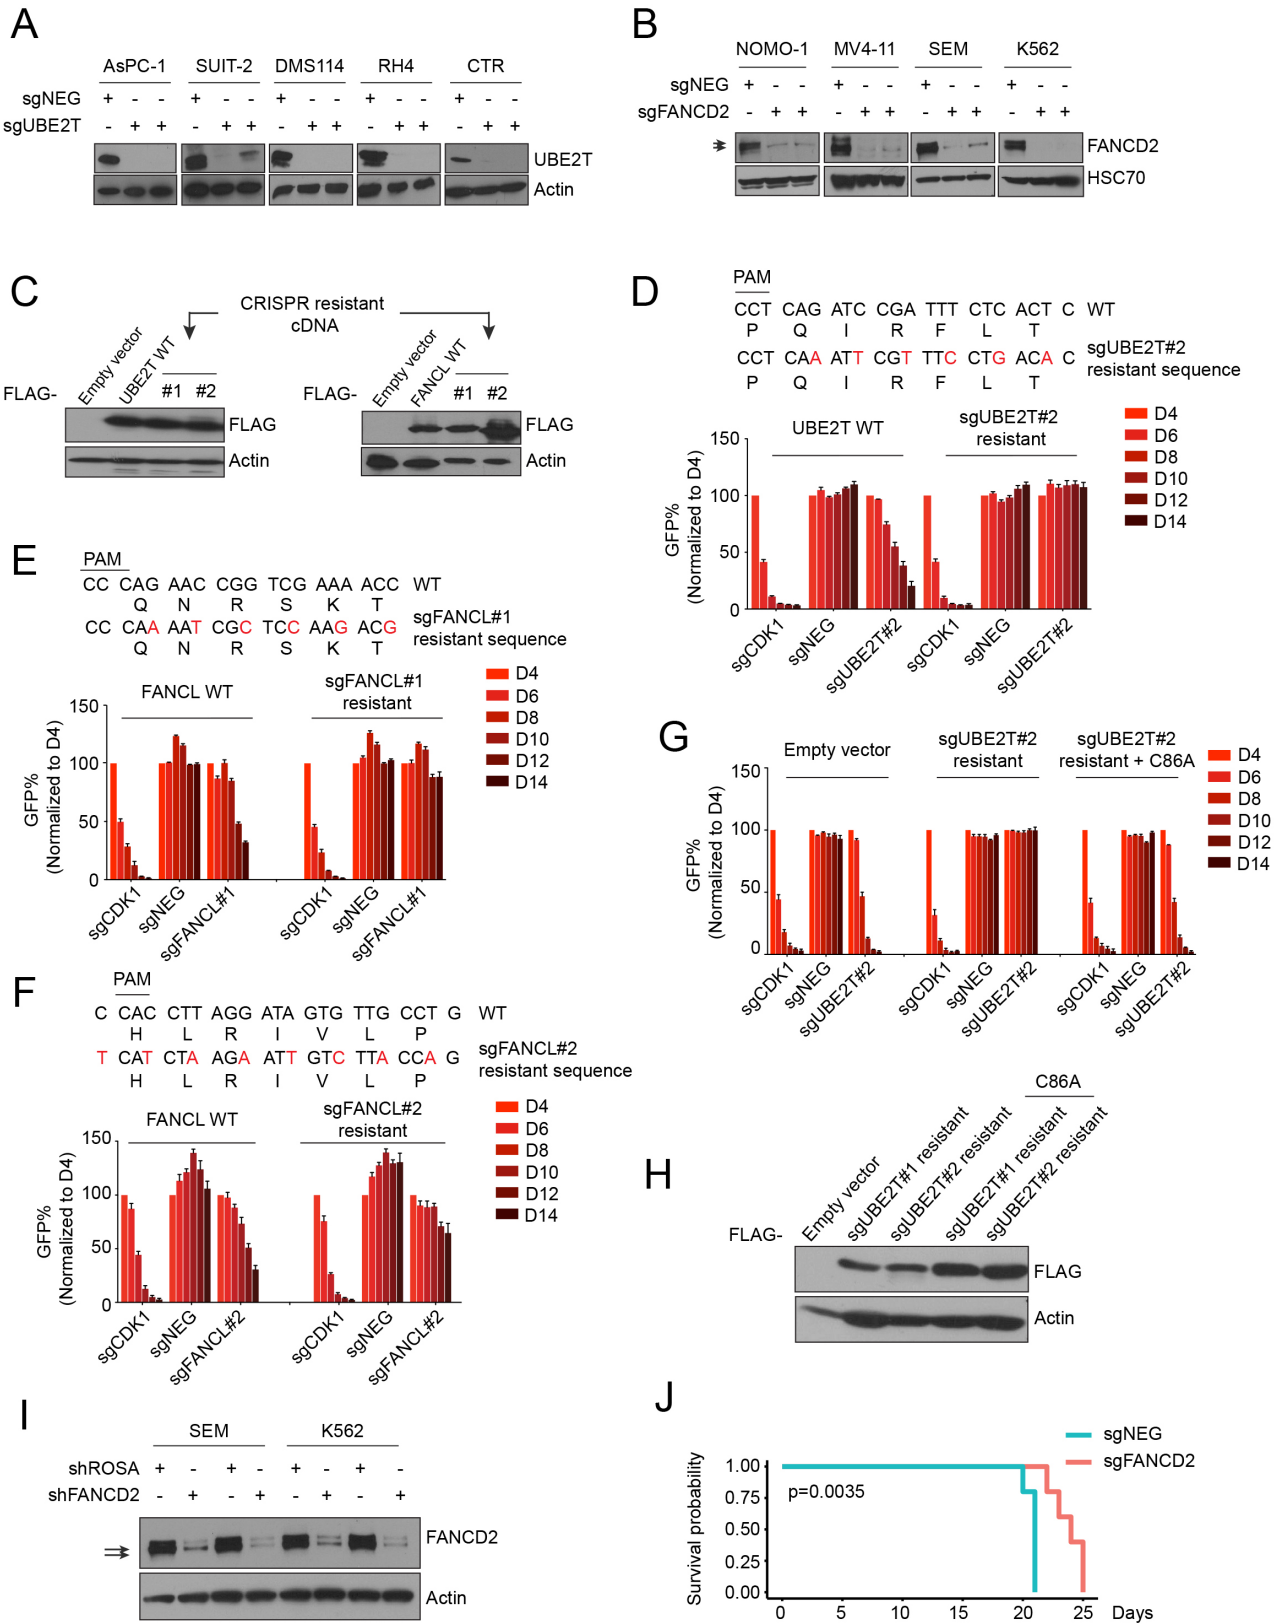 A
AsPC-1 SUIT-2 DMS114 RH4 CTR
sgNEG + - - + - - + - - + - - + - -
sgUBE2T - + + - + + - + + - + + - + +
UBE2T
Actin
B
NOMO-1 MV4-11 SEM K562
sgNEG + - - + - - + - - + - -
sgFANCD2 - + + - + + - + + - + +
FANCD2
HSC70
C
CRISPR resistant
cDNA
FLAG- Empty vector UBE2T WT #1 #2
FLAG
Actin
FLAG- Empty vector FANCL WT #1 #2
FLAG
Actin
D
PAM
CCT CAG ATC CGA TTT CTC ACT C WT
P Q I R F L T
CCT CAA ATT CGT TTC CTG ACA C sgUBE2T#2
resistant sequence
P Q I R F L T
UBE2T WT
sgUBE2T#2
resistant
D4
D6
D8
D10
D12
D14
GFP%
(Normalized to D4)
150
100
50
0
sgCDK1 sgNEG sgUBE2T#2 sgCDK1 sgNEG sgUBE2T#2
E
PAM
CC CAG AAC CGG TCG AAA ACC WT
Q N R S K T
CC CAA AAT CGC TCC AAG ACG sgFANCL#1
resistant sequence
Q N R S K T
FANCL WT
sgFANCL#1
resistant
D4
D6
D8
D10
D12
D14
GFP%
(Normalized to D4)
150
100
50
0
sgCDK1 sgNEG sgFANCL#1 sgCDK1 sgNEG sgFANCL#1
F
PAM
C CAC CTT AGG ATA GTG TTG CCT G WT
H L R I V L P
T CAT CTA AGA ATT GTC TTA CCA G sgFANCL#2
resistant sequence
H L R I V L P
FANCL WT
sgFANCL#2
resistant
D4
D6
D8
D10
D12
D14
GFP%
(Normalized to D4)
150
100
50
0
sgCDK1 sgNEG sgFANCL#2 sgCDK1 sgNEG sgFANCL#2
G
Empty vector
sgUBE2T#2
resistant
sgUBE2T#2
resistant + C86A
D4
D6
D8
D10
D12
D14
GFP%
(Normalized to D4)
150
100
50
0
sgCDK1 sgNEG sgUBE2T#2 sgCDK1 sgNEG sgUBE2T#2 sgCDK1 sgNEG sgUBE2T#2
H
C86A
FLAG- Empty vector sgUBE2T#1 resistant sgUBE2T#2 resistant sgUBE2T#1 resistant sgUBE2T#2 resistant
FLAG
Actin
I
SEM K562
shROSA + - + - + - + -
shFANCD2 - + - + - + - +
FANCD2
Actin
J
sgNEG
sgFANCD2
Survival probability
1.00
0.75
0.50
0.25
0.00
p=0.0035
0 5 10 15 20 25 Days